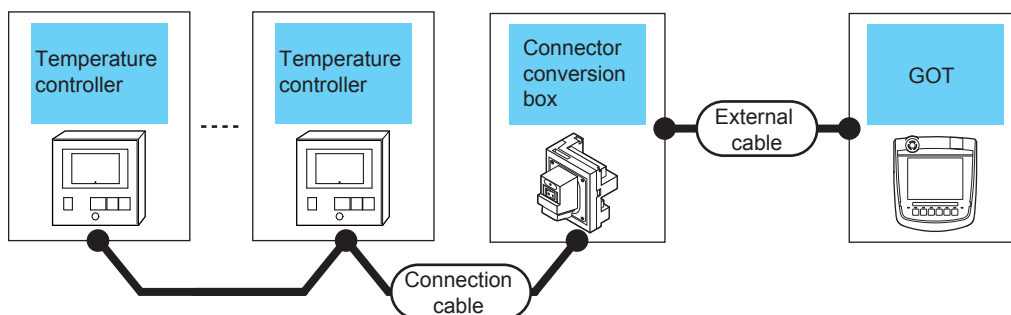 Temperature
controller
Temperature
controller
Connector
conversion
box
GOT
External
cable
Connection
cable